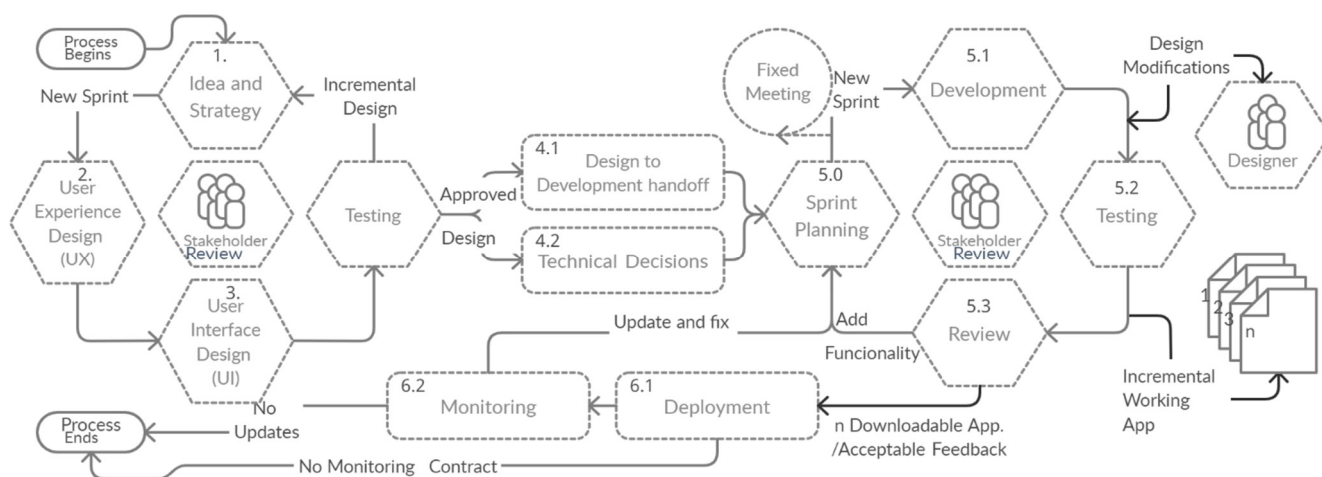 Process
Begins
1.
Idea and
Strategy
New Sprint
Incremental
Design
2.
User
Experience
Design
(UX)
Stakeholder
Review
3.
User
Interface
Design
(UI)
Testing
Approved
Design
4.1
Design to
Development handoff
4.2
Technical Decisions
Fixed
Meeting
New
Sprint
5.0
Sprint
Planning
5.1
Development
Design
Modifications
Designer
Stakeholder
Review
5.2
Testing
5.3
Review
Add
Funcionality
Update and fix
Incremental
Working
App
1
2
3
n
n Downloadable App.
/Acceptable Feedback
6.1
Deployment
6.2
Monitoring
No
Updates
No Monitoring Contract
Process
Ends